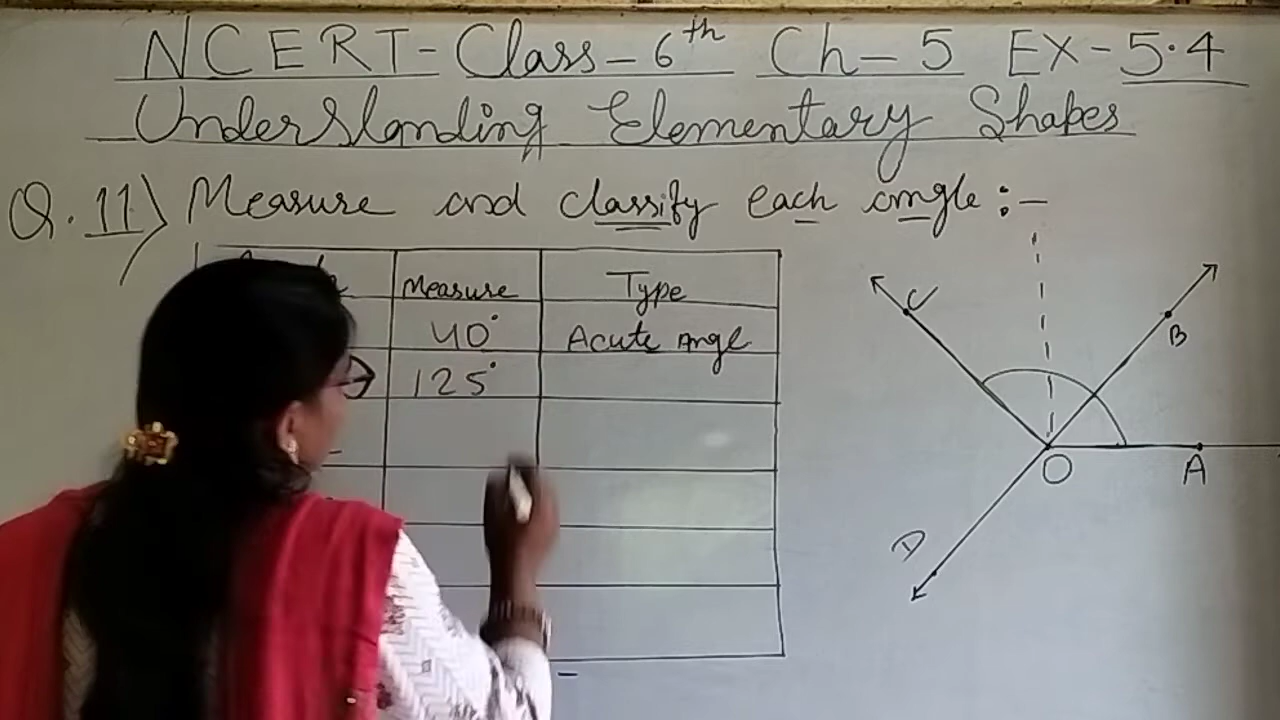 NCERT - Class - 6th Ch - 5 EX - 5.4
Understanding Elementary Shapes
Q. 11) Measure and classify each angle :-
Measure Type
40° Acute Angle
125°
C
B
O A
D